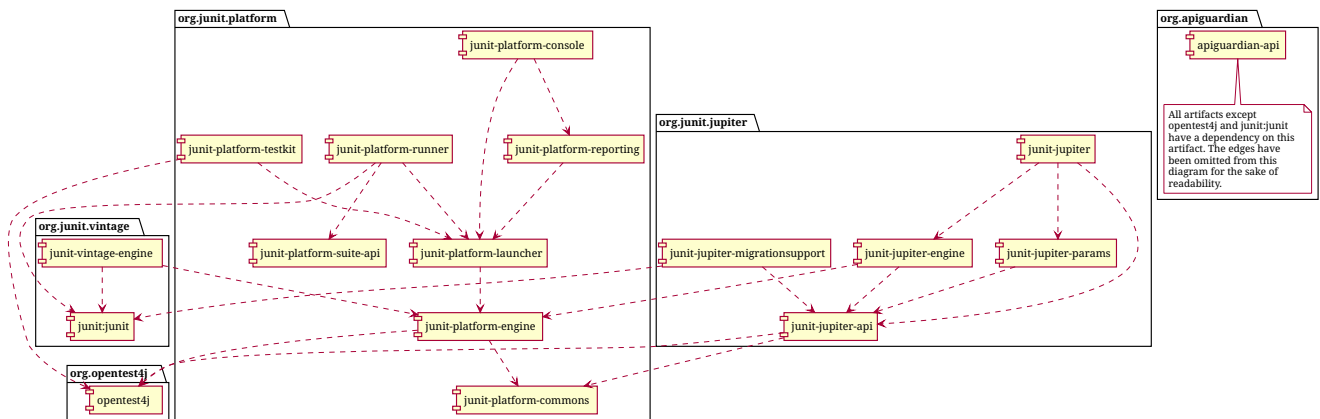 org.junit.platform
org.apiguardian
junit-platform-console
apiguardian-api
All artifacts except
opentest4j and junit:junit
have a dependency on this
artifact. The edges have
been omitted from this
diagram for the sake of
readability.
org.junit.jupiter
junit-platform-testkit
junit-platform-runner
junit-platform-reporting
junit-jupiter
org.junit.vintage
junit-vintage-engine
junit-platform-suite-api
junit-platform-launcher
junit-jupiter-migrationsupport
junit-jupiter-engine
junit-jupiter-params
junit:junit
junit-platform-engine
junit-jupiter-api
org.opentest4j
opentest4j
junit-platform-commons